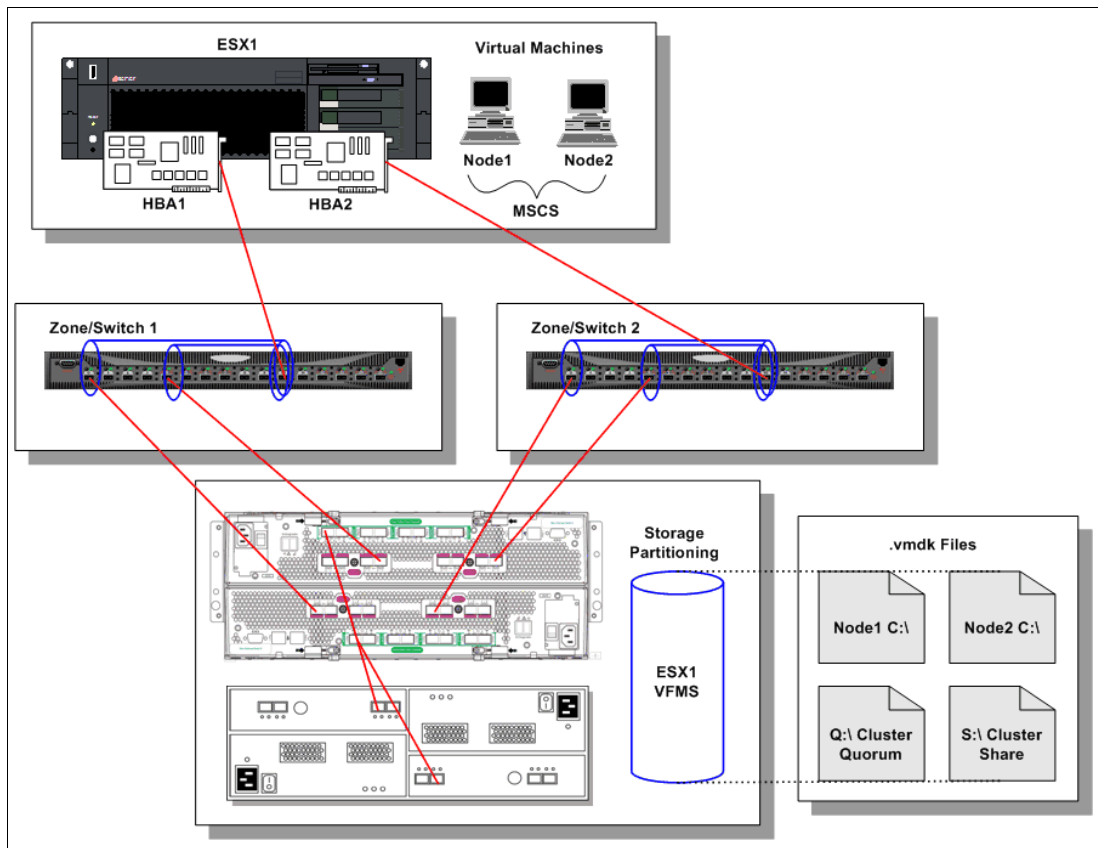 ESX1
Virtual Machines
Node1
Node2
HBA1
HBA2
MSCS
Zone/Switch 1
Zone/Switch 2
Storage
Partitioning
.vmdk Files
ESX1
VFMS
Node1 C:\
Node2 C:\
Q:\ Cluster
Quorum
S:\ Cluster
Share